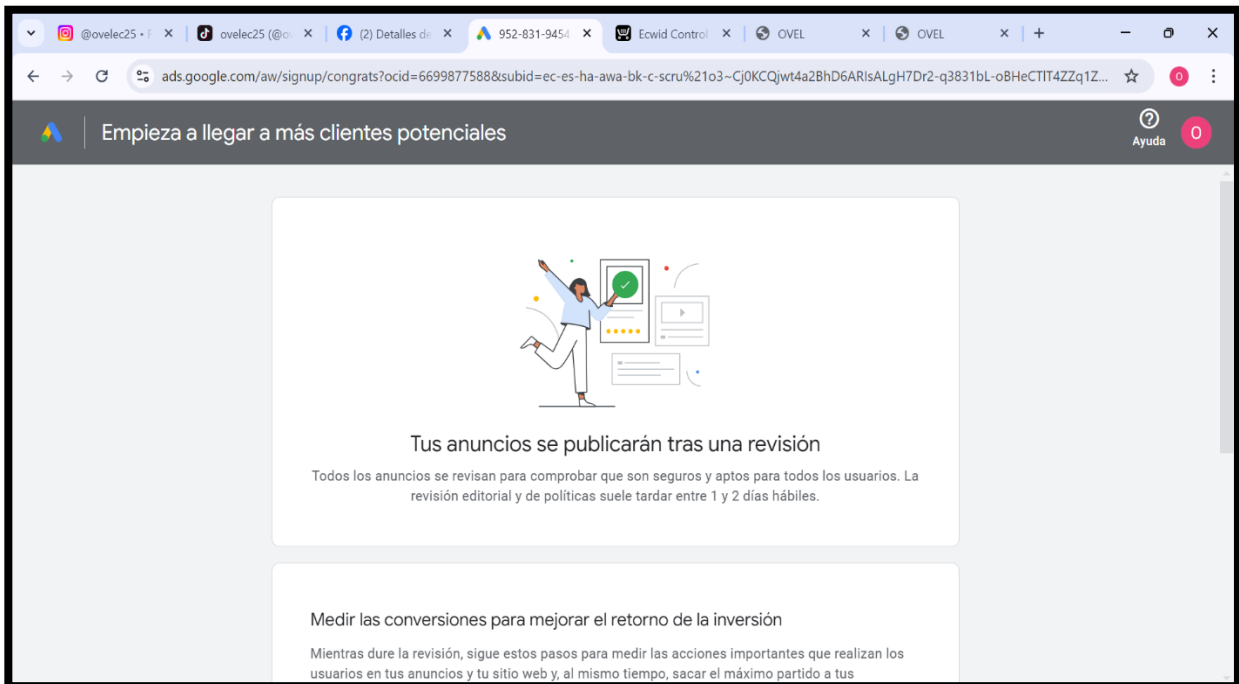 @ovelec25 • F
ovelec25 (@ov
(2) Detalles de
952-831-9454
Ecwid Control
OVEL
OVEL
ads.google.com/aw/signup/congrats?ocid=6699877588&subid=ec-es-ha-awa-bk-c-scru%21o3~Cj0KCQjwt4a2BhD6ARIsALgH7Dr2-q3831bL-oBHeCTlT4ZZq1Z...
O
Empieza a llegar a más clientes potenciales
Ayuda
O
Tus anuncios se publicarán tras una revisión
Todos los anuncios se revisan para comprobar que son seguros y aptos para todos los usuarios. La
revisión editorial y de políticas suele tardar entre 1 y 2 días hábiles.
Medir las conversiones para mejorar el retorno de la inversión
Mientras dure la revisión, sigue estos pasos para medir las acciones importantes que realizan los
usuarios en tus anuncios y tu sitio web y, al mismo tiempo, sacar el máximo partido a tus